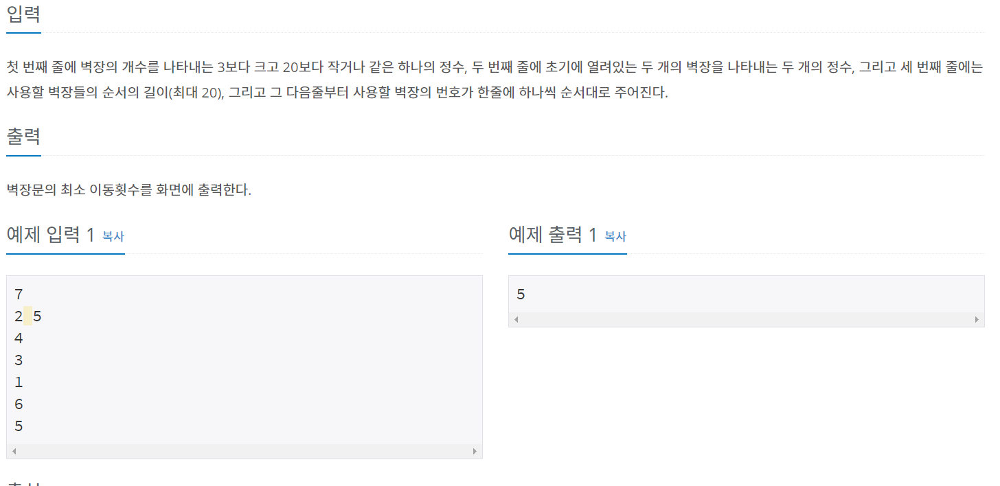 입력
첫 번째 줄에 벽장의 개수를 나타내는 3보다 크고 20보다 작거나 같은 하나의 정수, 두 번째 줄에 초기에 열려있는 두 개의 벽장을 나타내는 두 개의 정수, 그리고 세 번째 줄에는
사용할 벽장들의 순서의 길이(최대 20), 그리고 그 다음줄부터 사용할 벽장의 번호가 한줄에 하나씩 순서대로 주어진다.
출력
벽장문의 최소 이동횟수를 화면에 출력한다.
예제 입력 1 복사
7
2 5
4
3
1
6
5
예제 출력 1 복사
5